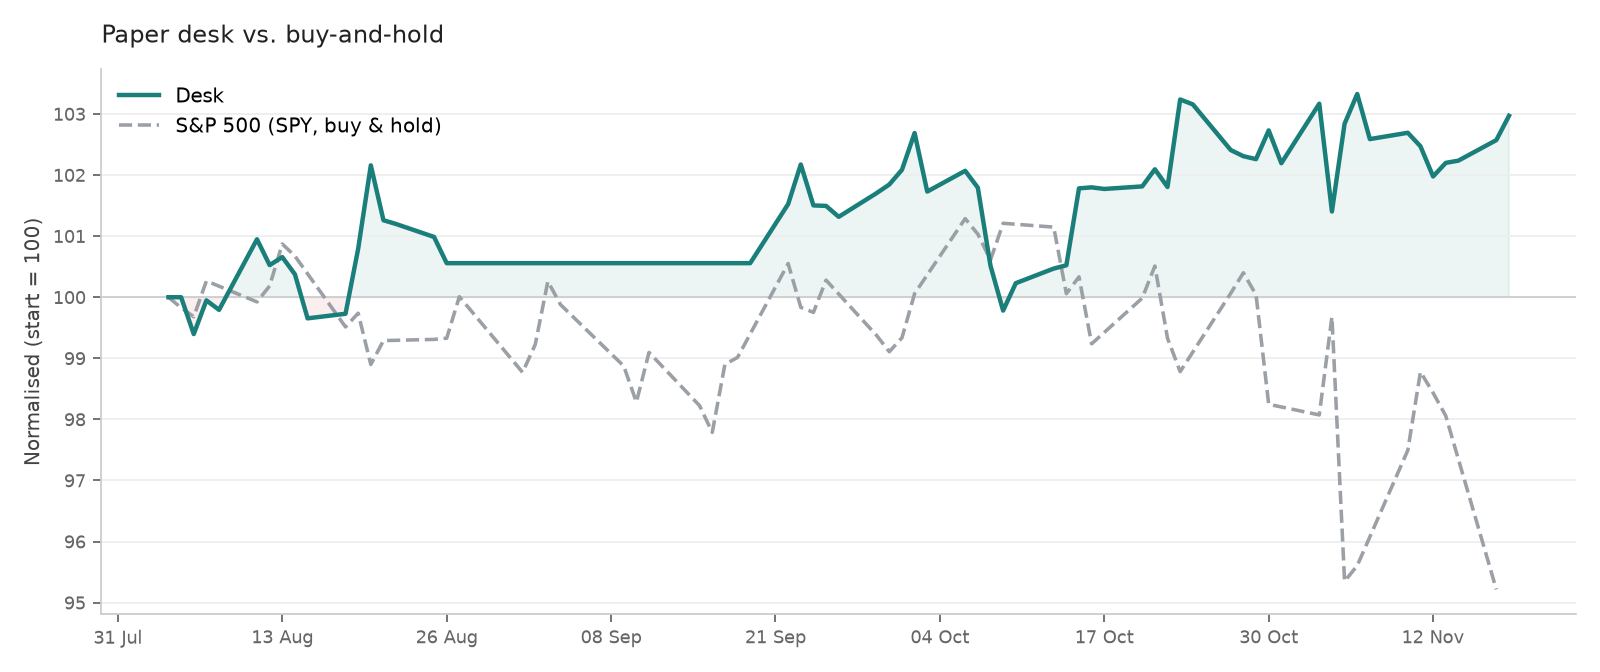 Paper desk vs. buy-and-hold
Desk
S&P 500 (SPY, buy & hold)
Normalised (start = 100)
103
102
101
100
99
98
97
96
95
31 Jul
13 Aug
26 Aug
08 Sep
21 Sep
04 Oct
17 Oct
30 Oct
12 Nov